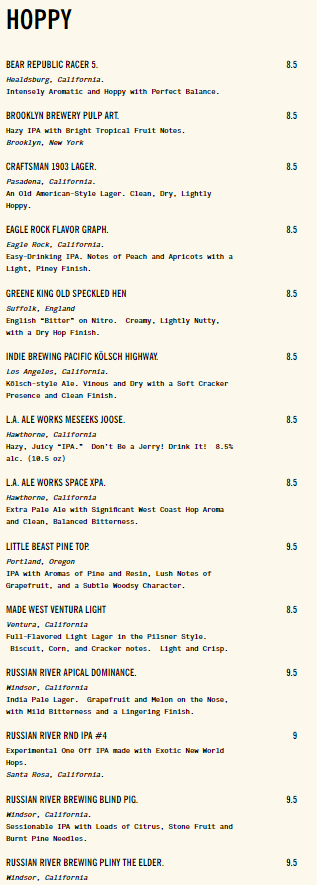 HOPPY
BEAR REPUBLIC RACER 5. 8.5
Healdsburg, California.
Intensely Aromatic and Hoppy with Perfect Balance.
BROOKLYN BREWERY PULP ART. 8.5
Hazy IPA with Bright Tropical Fruit Notes.
Brooklyn, New York
CRAFTSMAN 1903 LAGER. 8.5
Pasadena, California.
An Old American-Style Lager. Clean, Dry, Lightly
Hoppy.
EAGLE ROCK FLAVOR GRAPH. 8.5
Eagle Rock, California.
Easy-Drinking IPA. Notes of Peach and Apricots with a
Light, Piney Finish.
GREENE KING OLD SPECKLED HEN 8.5
Suffolk, England
English "Bitter" on Nitro. Creamy, Lightly Nutty,
with a Dry Hop Finish.
INDIE BREWING PACIFIC KÖLSCH HIGHWAY. 8.5
Los Angeles, California.
Kölsch-style Ale. Vinous and Dry with a Soft Cracker
Presence and Clean Finish.
L.A. ALE WORKS MESEEKS JOOSE. 8.5
Hawthorne, California
Hazy, Juicy "IPA." Don't Be a Jerry! Drink It! 8.5%
alc. (10.5 oz)
L.A. ALE WORKS SPACE XPA. 8.5
Hawthorne, California
Extra Pale Ale with Significant West Coast Hop Aroma
and Clean, Balanced Bitterness.
LITTLE BEAST PINE TOP. 9.5
Portland, Oregon
IPA with Aromas of Pine and Resin, Lush Notes of
Grapefruit, and a Subtle Woodsy Character.
MADE WEST VENTURA LIGHT 8.5
Ventura, California
Full-Flavored Light Lager in the Pilsner Style.
Biscuit, Corn, and Cracker notes. Light and Crisp.
RUSSIAN RIVER APICAL DOMINANCE. 9.5
Windsor, California
India Pale Lager. Grapefruit and Melon on the Nose,
with Mild Bitterness and a Lingering Finish.
RUSSIAN RIVER RND IPA #4 9
Experimental One Off IPA made with Exotic New World
Hops.
Santa Rosa, California.
RUSSIAN RIVER BREWING BLIND PIG. 9.5
Windsor, California.
Sessionable IPA with Loads of Citrus, Stone Fruit and
Burnt Pine Needles.
RUSSIAN RIVER BREWING PLINY THE ELDER. 9.5
Windsor, California